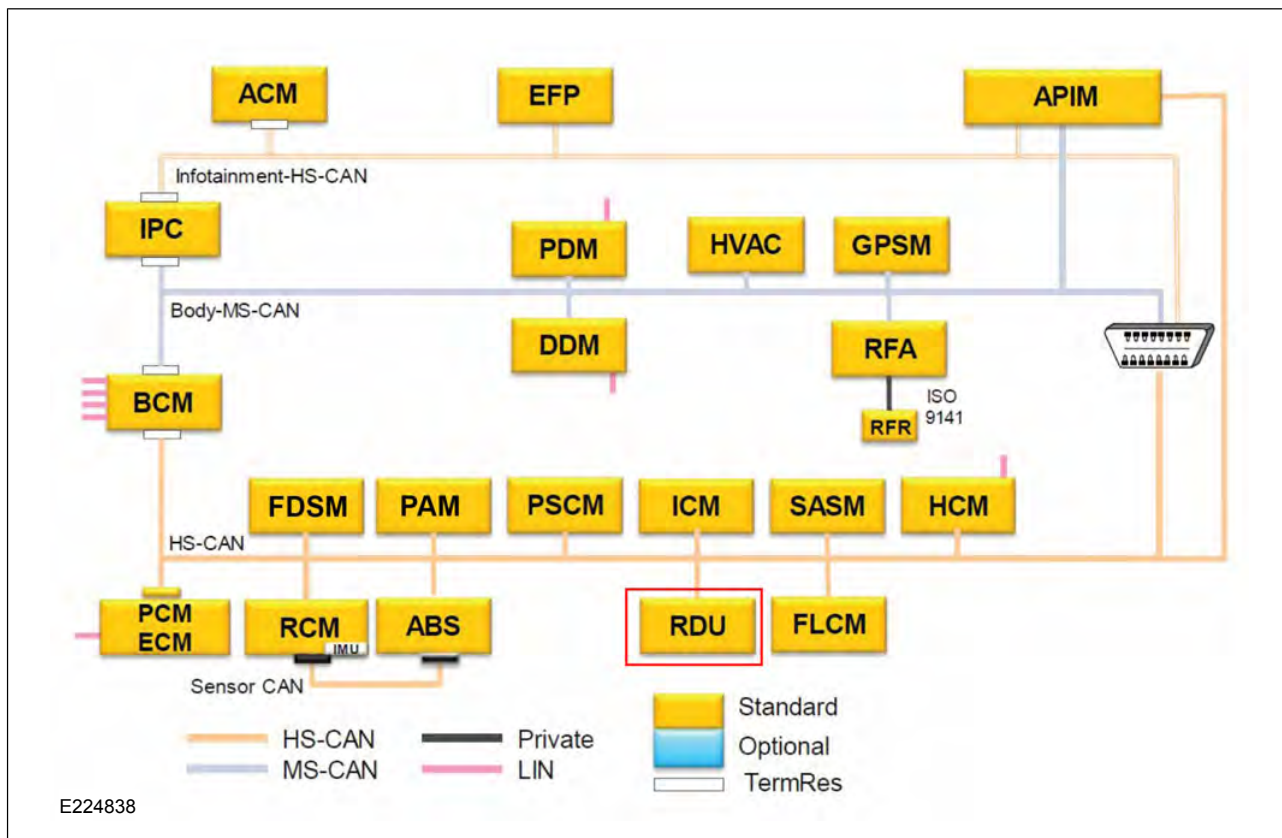 ACM
EFP
APIM
Infotainment-HS-CAN
IPC
PDM
HVAC
GPSM
Body-MS-CAN
DDM
RFA
BCM
ISO
9141
RFR
FDSM
PAM
PSCM
ICM
SASM
HCM
HS-CAN
PCM
ECM
RCM
IMU
ABS
RDU
FLCM
Sensor CAN
HS-CAN
Private
Standard
MS-CAN
LIN
Optional
TermRes
E224838